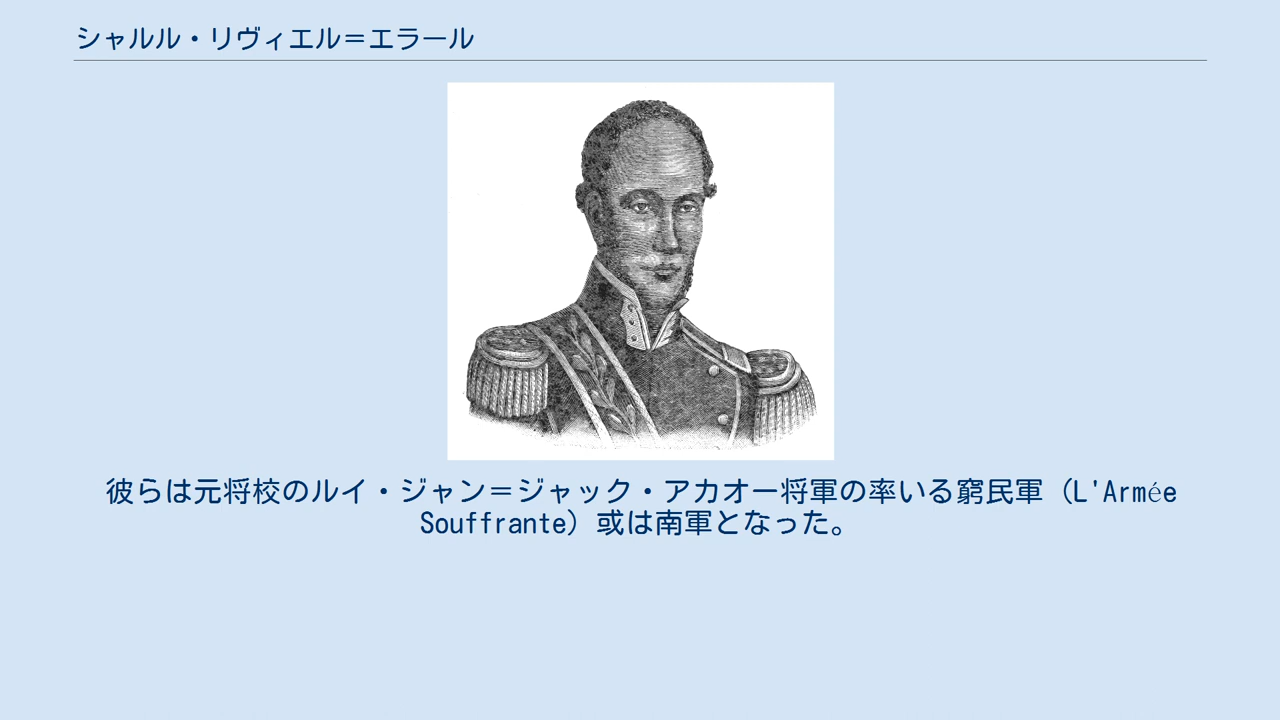 シャルル・リヴィエル＝エラール
彼らは元将校のルイ・ジャン＝ジャック・アカオー将軍の率いる窮民軍（L'Armée
Souffrante）或は南軍となった。